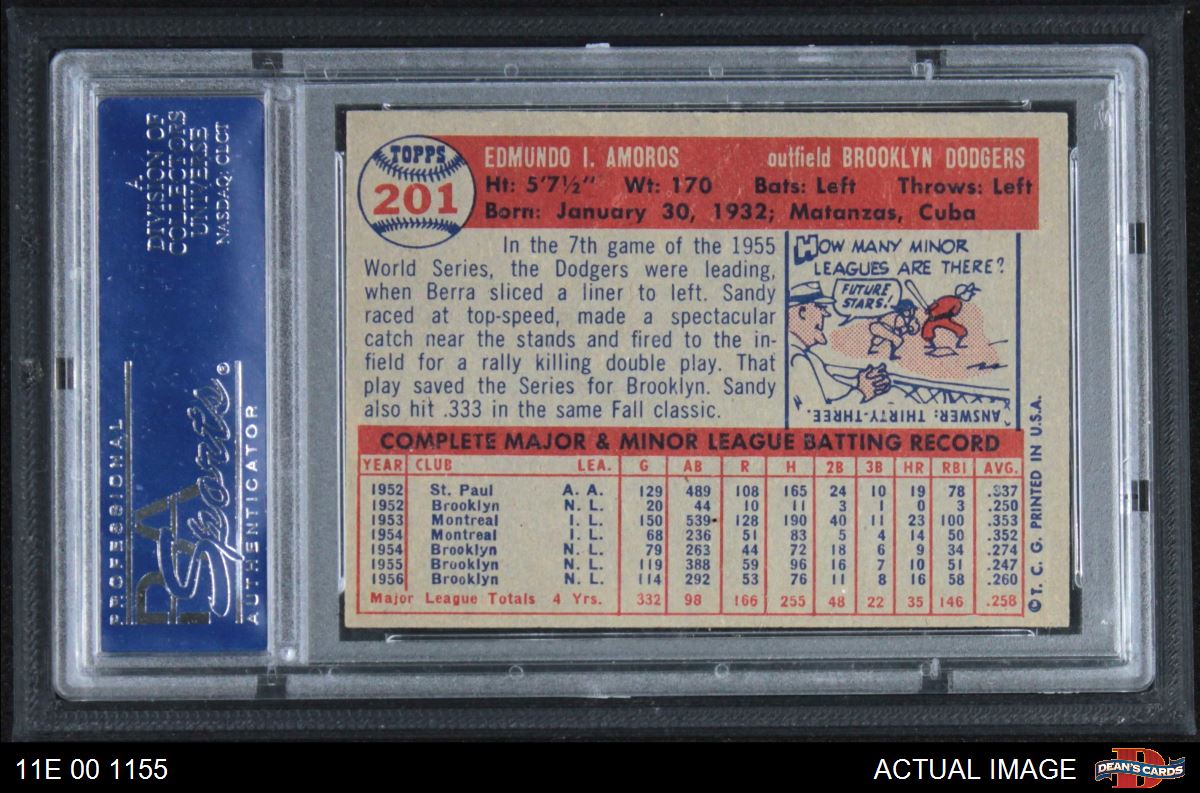 A
DIVISION OF
COLLECTORS
UNIVERSE
NASDAQ: CLCT
PROFESSIONAL
PSA
Sports®
AUTHENTICATOR
TOPPS
201
EDMUNDO I. AMOROS outfield BROOKLYN DODGERS
Ht: 5'7½" Wt: 170 Bats: Left Throws: Left
Born: January 30, 1932; Matanzas, Cuba
In the 7th game of the 1955
World Series, the Dodgers were leading,
when Berra sliced a liner to left. Sandy
raced at top-speed, made a spectacular
catch near the stands and fired to the in-
field for a rally killing double play. That
play saved the Series for Brooklyn. Sandy
also hit .333 in the same Fall classic.
HOW MANY MINOR
LEAGUES ARE THERE?
FUTURE
STARS!
ANSWER: THIRTY-THREE.
COMPLETE MAJOR & MINOR LEAGUE BATTING RECORD
YEAR CLUB LEA. G AB R H 2B 3B HR RBI AVG.
1952 St. Paul A. A. 129 489 108 165 24 10 19 78 .337
1952 Brooklyn N. L. 20 44 10 11 3 1 0 3 .250
1953 Montreal I. L. 150 539 128 190 40 11 23 100 .353
1954 Montreal I. L. 68 236 51 83 5 4 14 50 .352
1954 Brooklyn N. L. 79 263 44 72 18 6 9 34 .274
1955 Brooklyn N. L. 119 388 59 96 16 7 10 51 .247
1956 Brooklyn N. L. 114 292 53 76 11 8 16 58 .260
Major League Totals 4 Yrs. 332 98 166 255 48 22 35 146 .258
© T. C. G. PRINTED IN U.S.A.
11E 00 1155
ACTUAL IMAGE
D
DEAN'S CARDS